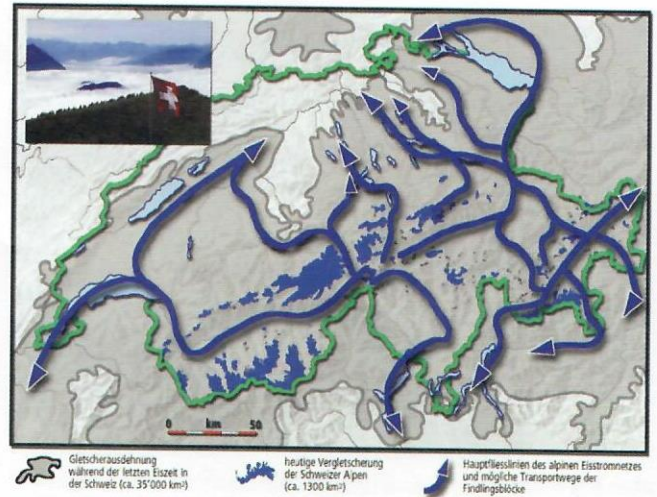 0 km 50
Gletscherausdehnung
während der letzten Eiszeit in
der Schweiz (ca. 35'000 km²)
heutige Vergletscherung
der Schweizer Alpen
(ca. 1300 km²)
Hauptfliesslinien des alpinen Eisstromnetzes
und mögliche Transportwege der
Findlingsblöcke